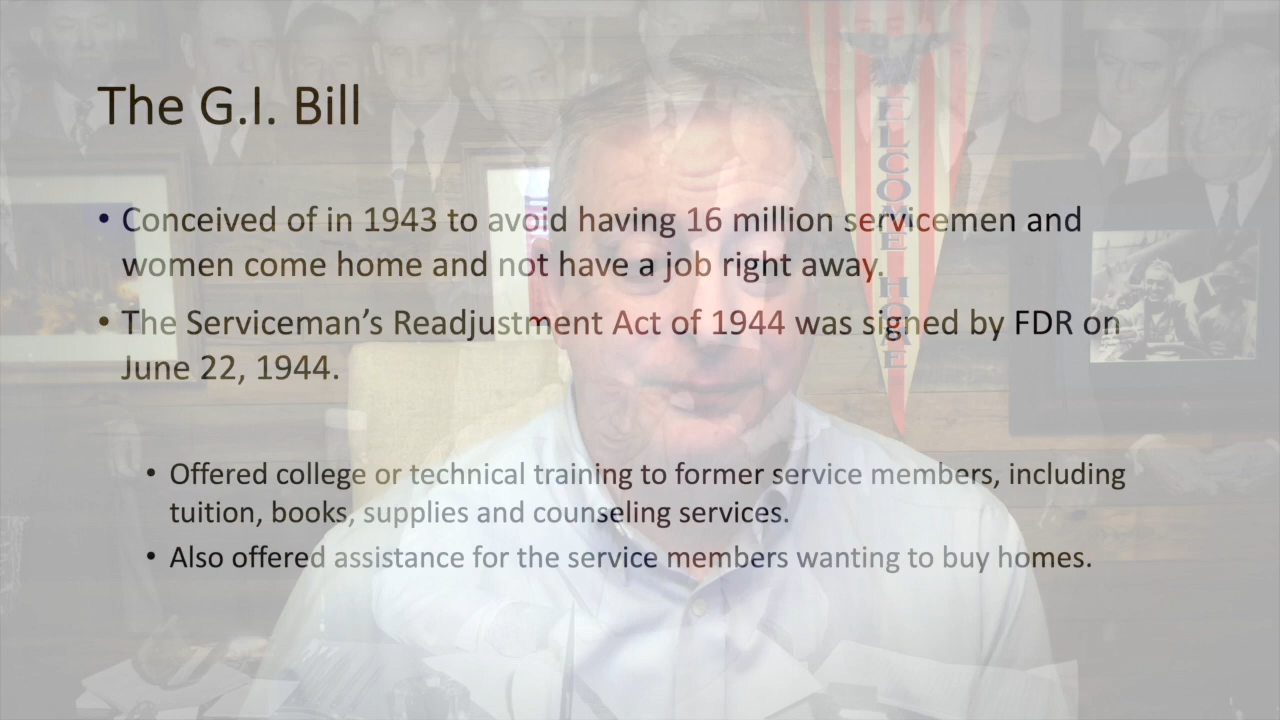 The G.I. Bill
• Conceived of in 1943 to avoid having 16 million servicemen and
women come home and not have a job right away.
• The Serviceman’s Readjustment Act of 1944 was signed by FDR on
June 22, 1944.
• Offered college or technical training to former service members, including
tuition, books, supplies and counseling services.
• Also offered assistance for the service members wanting to buy homes.
WELCOME HOME